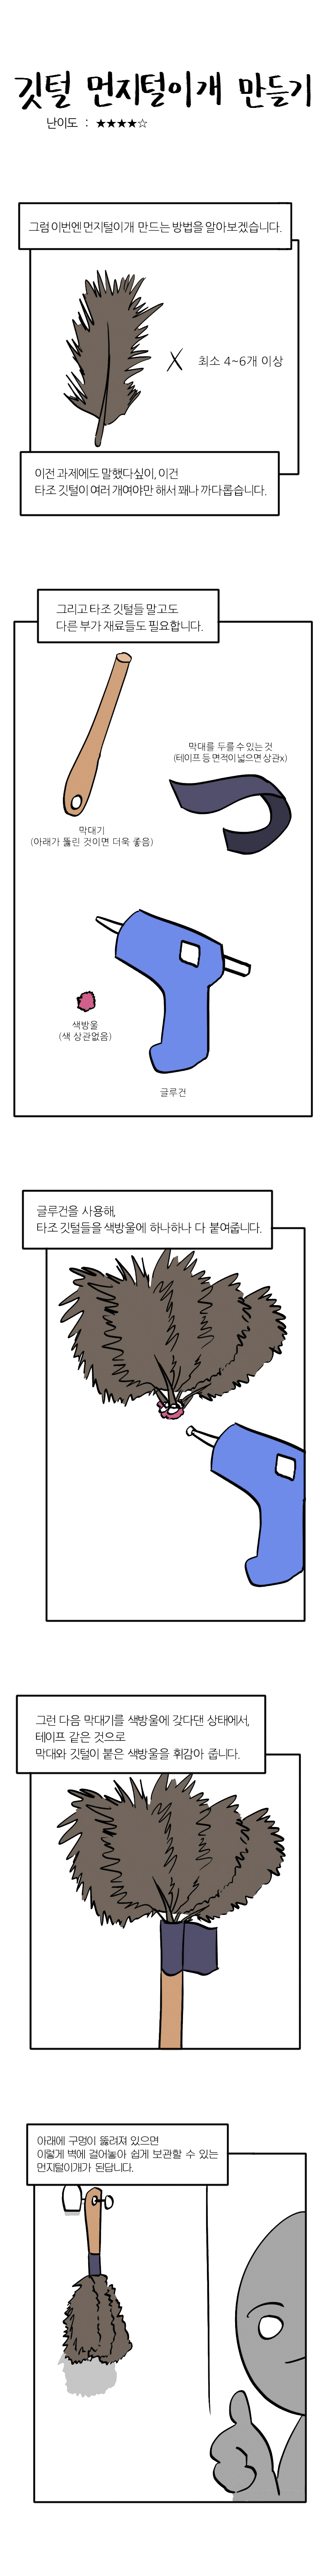 깃털 먼지털이개 만들기
난이도 : ★★★★☆
그럼 이번엔 먼지털이개 만드는 방법을 알아보겠습니다.
X 최소 4~6개 이상
이전 과제에도 말했다싶이, 이건
타조 깃털이 여러 개여야만 해서 꽤나 까다롭습니다.
그리고 타조 깃털들 말고도
다른 부가 재료들도 필요합니다.
막대를 두를 수 있는 것
(테이프 등 면적이 넓으면 상관x)
막대기
(아래가 뚫린 것이면 더욱 좋음)
색방울
(색 상관없음)
글루건
글루건을 사용해,
타조 깃털들을 색방울에 하나하나 다 붙여줍니다.
그런 다음 막대기를 색방울에 갖다댄 상태에서,
테이프 같은 것으로
막대와 깃털이 붙은 색방울을 휘감아 줍니다.
아래에 구멍이 뚫려져 있으면
이렇게 벽에 걸어놓아 쉽게 보관할 수 있는
먼지털이개가 된답니다.